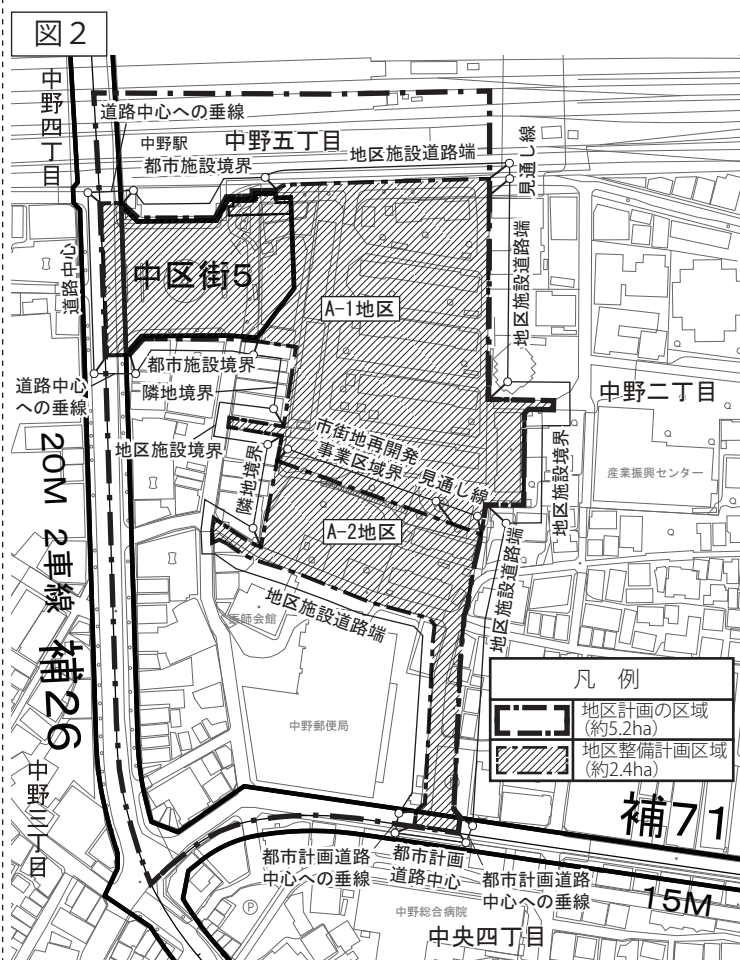 図2
中野四丁目
道路中心への垂線
中野駅
中野五丁目
都市施設境界
地区施設道路端
見通し線
道路中心
中区街5
A-1地区
地区施設道路端
都市施設境界
道路中心
への垂線
隣地境界
中野二丁目
地区施設境界
市街地再開発
事業区域界
見通し線
隣地境界
地区施設境界
産業振興センター
20M 2車線 補26
A-2地区
地区施設道路端
地区施設道路端
医師会館
中野郵便局
凡 例
地区計画の区域
(約5.2ha)
地区整備計画区域
(約2.4ha)
中野三丁目
補71
15M
都市計画道路
中心への垂線
都市計画
道路中心
都市計画道路
中心への垂線
P
中野総合病院
中央四丁目